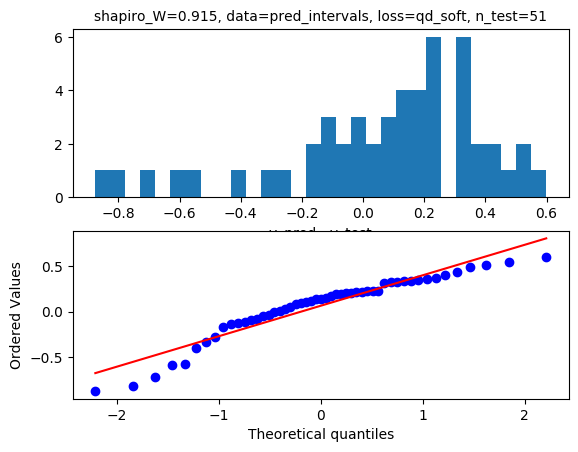 shapiro_W=0.915, data=pred_intervals, loss=qd_soft, n_test=51
6
4
2
0
−0.8 −0.6 −0.4 −0.2 0.0 0.2 0.4 0.6
0.5
0.0
−0.5
Ordered Values
−2 −1 0 1 2
Theoretical quantiles